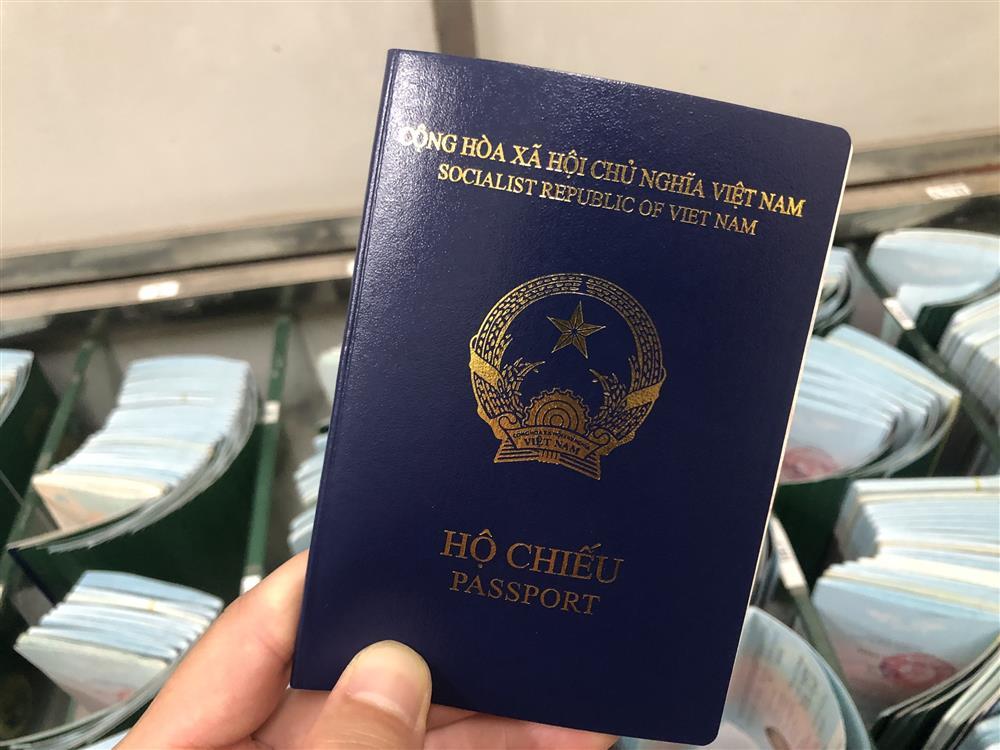 CỘNG HÒA XÃ HỘI CHỦ NGHĨA VIỆT NAM
SOCIALIST REPUBLIC OF VIET NAM
VIỆT NAM
HỘ CHIẾU
PASSPORT